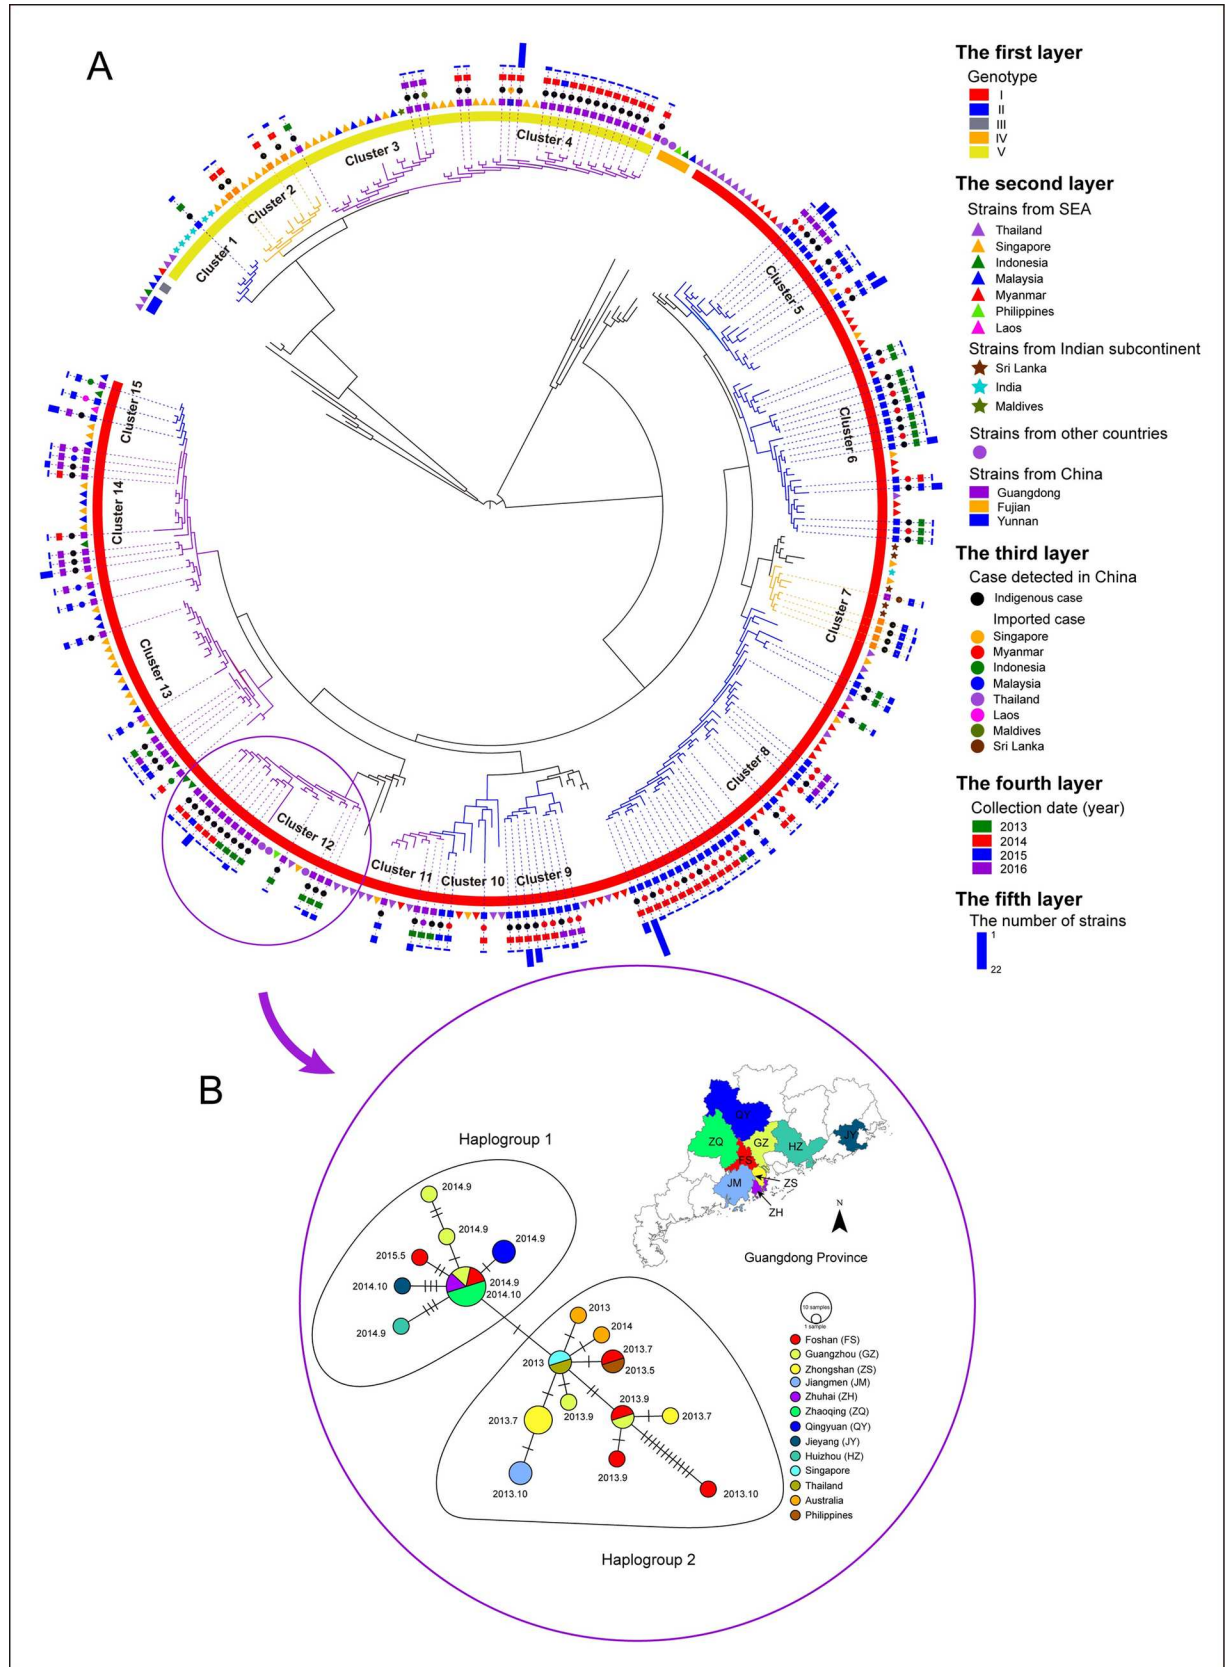 A
The first layer
Genotype
I
II
III
IV
V
The second layer
Strains from SEA
Thailand
Singapore
Indonesia
Malaysia
Myanmar
Philippines
Laos
Strains from Indian subcontinent
Sri Lanka
India
Maldives
Strains from other countries
Strains from China
Guangdong
Fujian
Yunnan
The third layer
Case detected in China
Indigenous case
Imported case
Singapore
Myanmar
Indonesia
Malaysia
Thailand
Laos
Maldives
Sri Lanka
The fourth layer
Collection date (year)
2013
2014
2015
2016
The fifth layer
The number of strains
1
22
Cluster 1
Cluster 2
Cluster 3
Cluster 4
Cluster 5
Cluster 6
Cluster 7
Cluster 8
Cluster 9
Cluster 10
Cluster 11
Cluster 12
Cluster 13
Cluster 14
Cluster 15
B
Haplogroup 1
2014.9
2014.9
2014.9
2015.5
2014.10
2014.9
2014.10
2014.9
QY
ZQ
GZ
HZ
JY
FS
JM
ZS
ZH
N
Guangdong Province
2013
2014
2013
2013.7
2013.5
2013.9
2013.7
2013.9
2013.7
2013.10
2013.9
2013.10
Haplogroup 2
10 samples
1 sample
Foshan (FS)
Guangzhou (GZ)
Zhongshan (ZS)
Jiangmen (JM)
Zhuhai (ZH)
Zhaoqing (ZQ)
Qingyuan (QY)
Jieyang (JY)
Huizhou (HZ)
Singapore
Thailand
Australia
Philippines